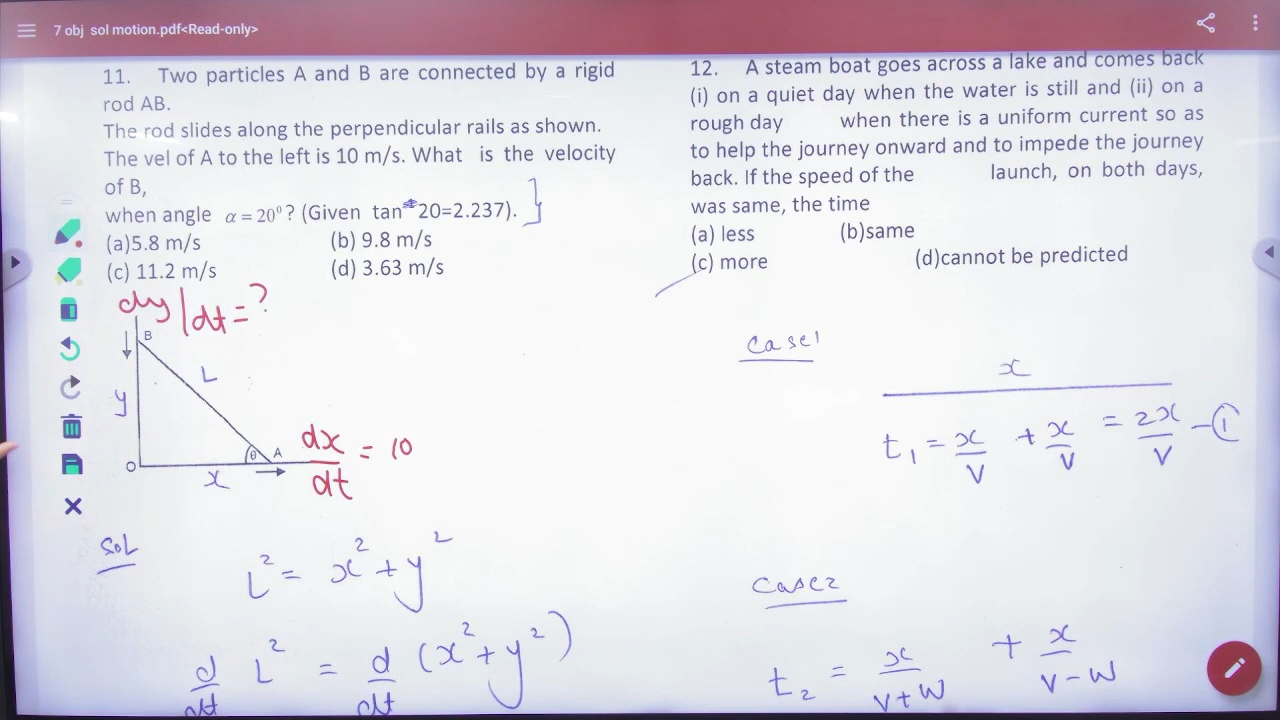 7 obj sol motion.pdf<Read-only>
11. Two particles A and B are connected by a rigid
rod AB.
The rod slides along the perpendicular rails as shown.
The vel of A to the left is 10 m/s. What is the velocity
of B,
when angle α = 20⁰ ? (Given tan 20=2.237).
(a)5.8 m/s (b) 9.8 m/s
(c) 11.2 m/s (d) 3.63 m/s
dy/dt = ?
B
L
y
θ
A
O
x
dx/dt = 10
Sol
L² = x² + y²
d/dt L² = d/dt (x² + y²)
12. A steam boat goes across a lake and comes back
(i) on a quiet day when the water is still and (ii) on a
rough day when there is a uniform current so as
to help the journey onward and to impede the journey
back. If the speed of the launch, on both days,
was same, the time
(a) less (b)same
(c) more (d)cannot be predicted
Case1
x
t₁ = x/v + x/v = 2x/v - ①
Case2
t₂ = x/v+w + x/v-w